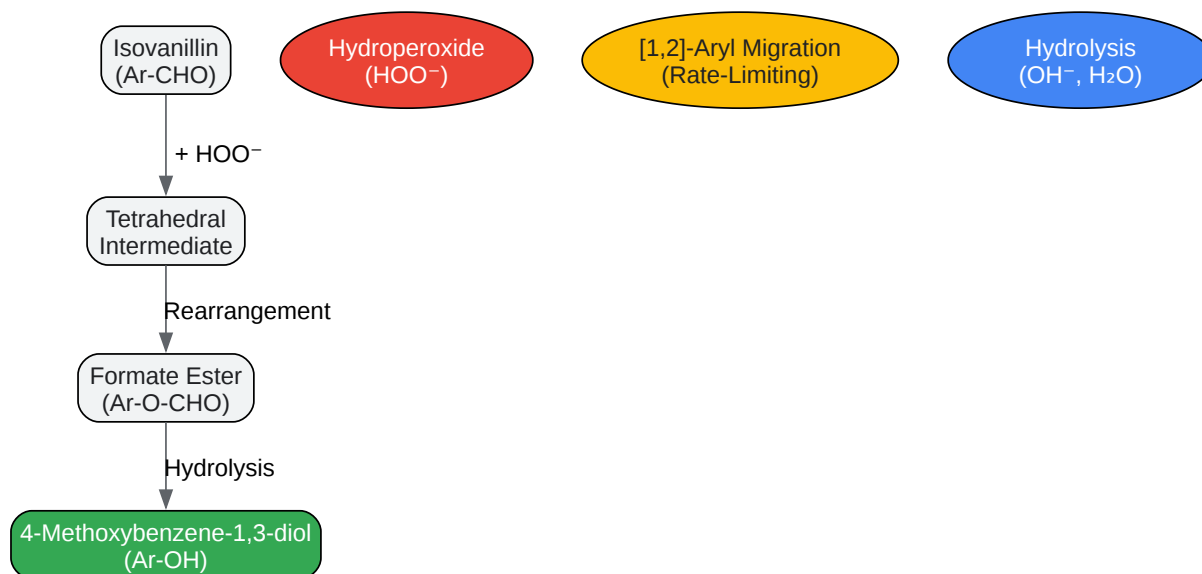 Isovanillin
(Ar-CHO)
Hydroperoxide
(HOO⁻)
[1,2]-Aryl Migration
(Rate-Limiting)
Hydrolysis
(OH⁻, H₂O)
+ HOO⁻
Tetrahedral
Intermediate
Rearrangement
Formate Ester
(Ar-O-CHO)
Hydrolysis
4-Methoxybenzene-1,3-diol
(Ar-OH)